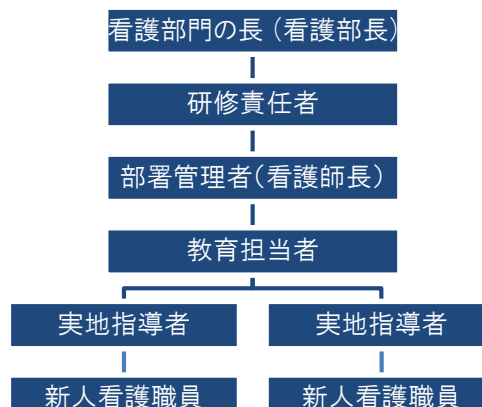 看護部門の長（看護部長）
研修責任者
部署管理者（看護師長）
教育担当者
実地指導者
実地指導者
新人看護職員
新人看護職員